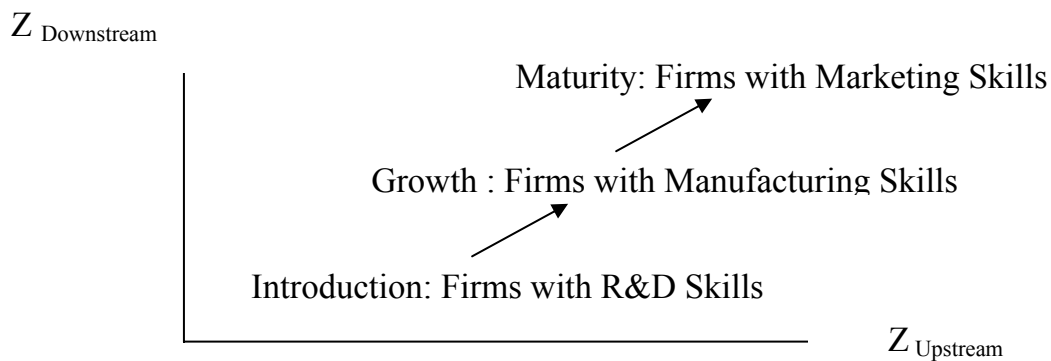 Z Downstream
Maturity: Firms with Marketing Skills
Growth : Firms with Manufacturing Skills
Introduction: Firms with R&D Skills
Z Upstream